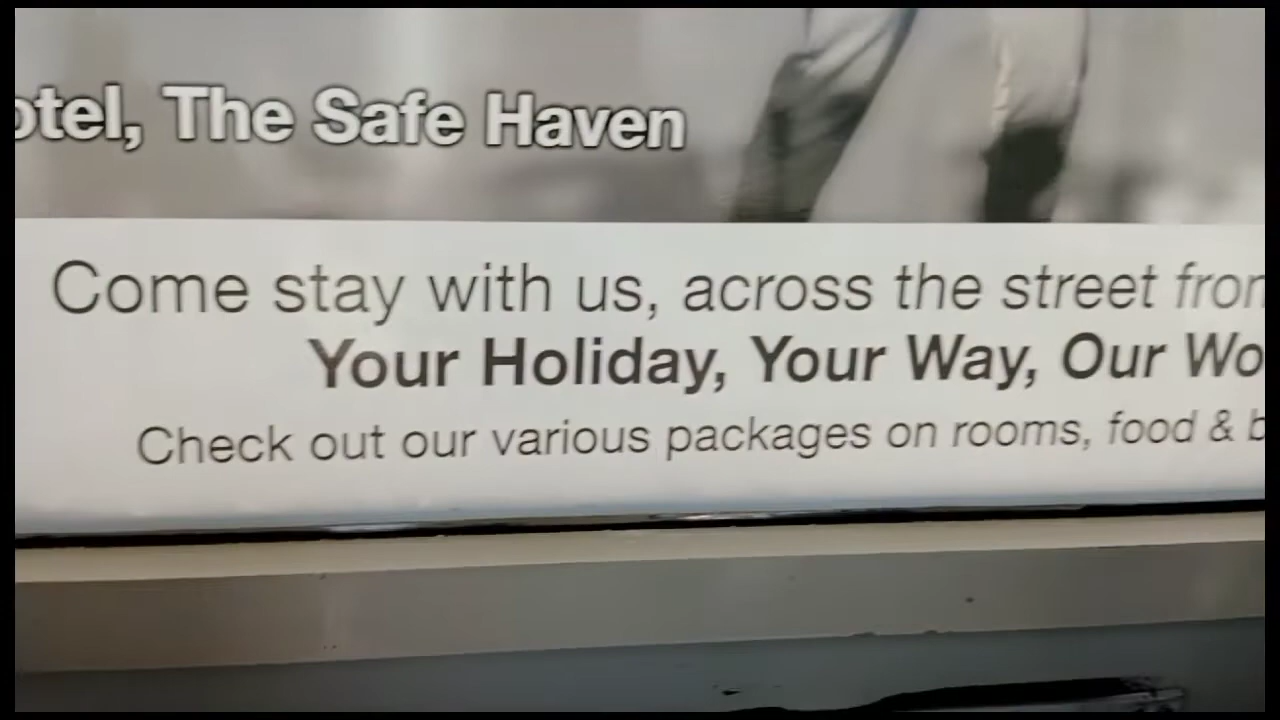 otel, The Safe Haven
Come stay with us, across the street from
Your Holiday, Your Way, Our Wo
Check out our various packages on rooms, food & b